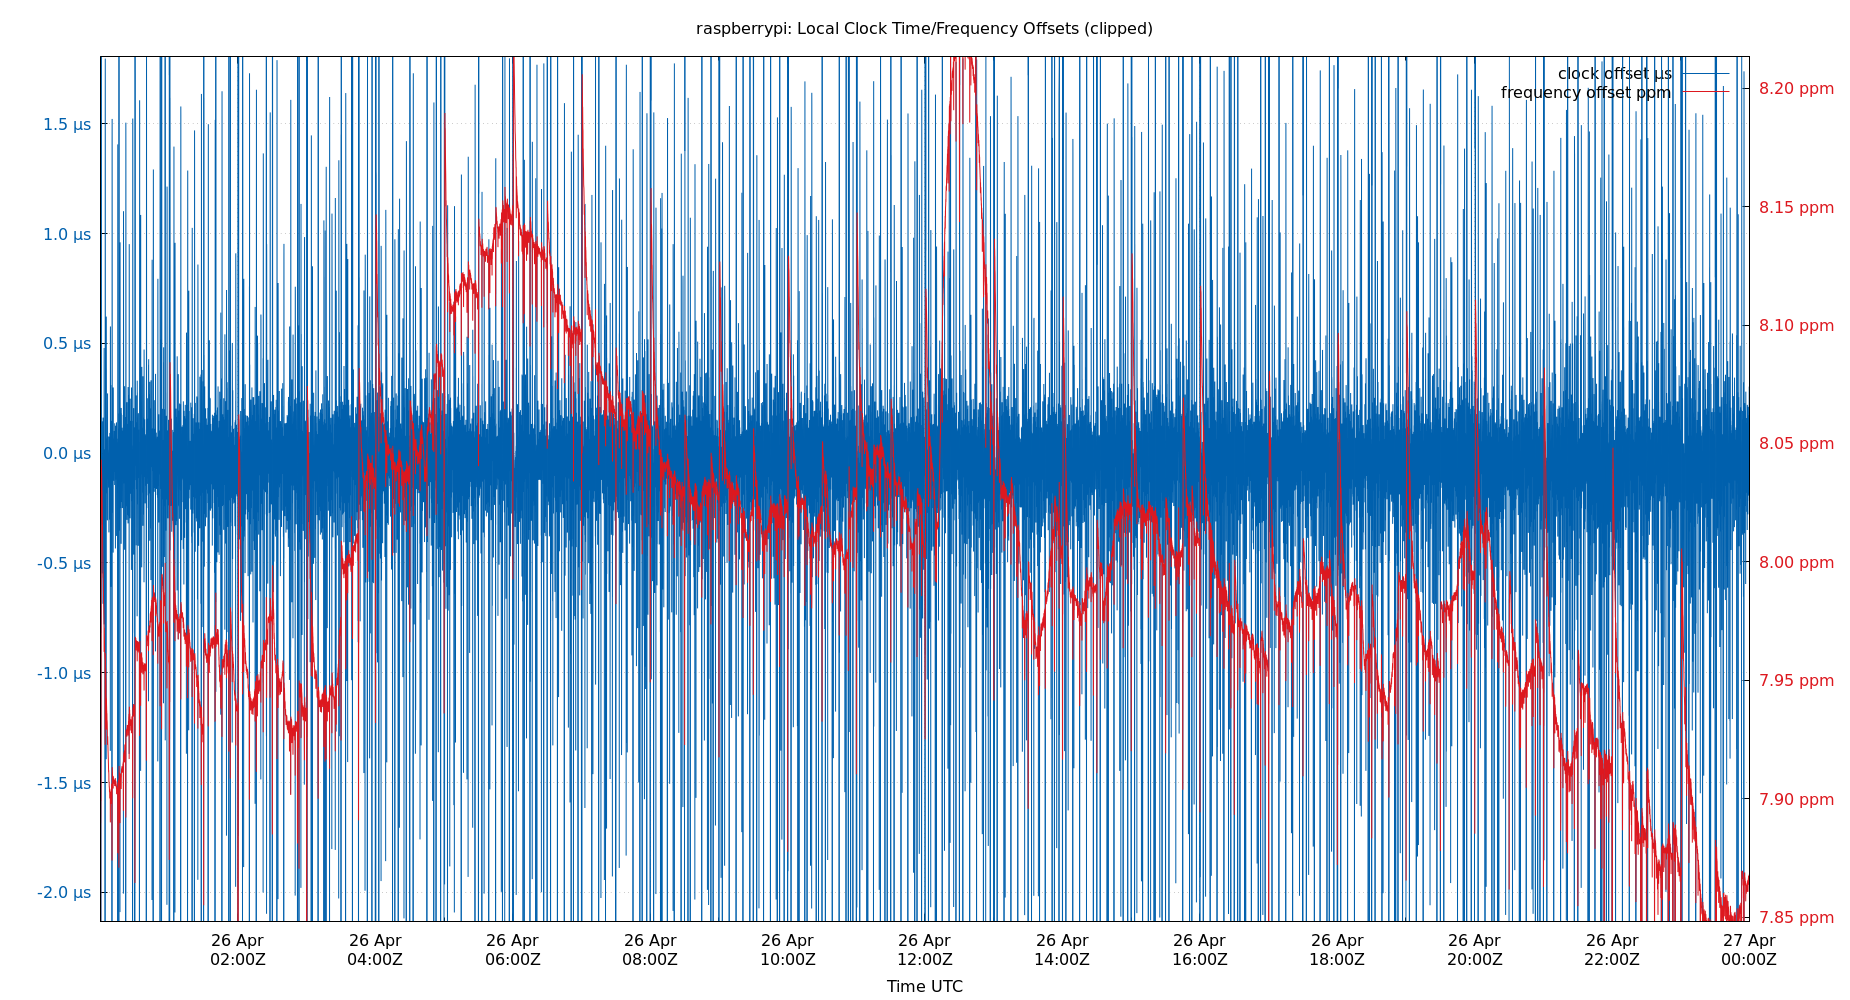 raspberrypi: Local Clock Time/Frequency Offsets (clipped)
clock offset µs
frequency offset ppm
1.5 µs
1.0 µs
0.5 µs
0.0 µs
-0.5 µs
-1.0 µs
-1.5 µs
-2.0 µs
8.20 ppm
8.15 ppm
8.10 ppm
8.05 ppm
8.00 ppm
7.95 ppm
7.90 ppm
7.85 ppm
26 Apr 26 Apr 26 Apr 26 Apr 26 Apr 26 Apr 26 Apr 26 Apr 26 Apr 26 Apr 26 Apr 27 Apr
02:00Z 04:00Z 06:00Z 08:00Z 10:00Z 12:00Z 14:00Z 16:00Z 18:00Z 20:00Z 22:00Z 00:00Z
Time UTC